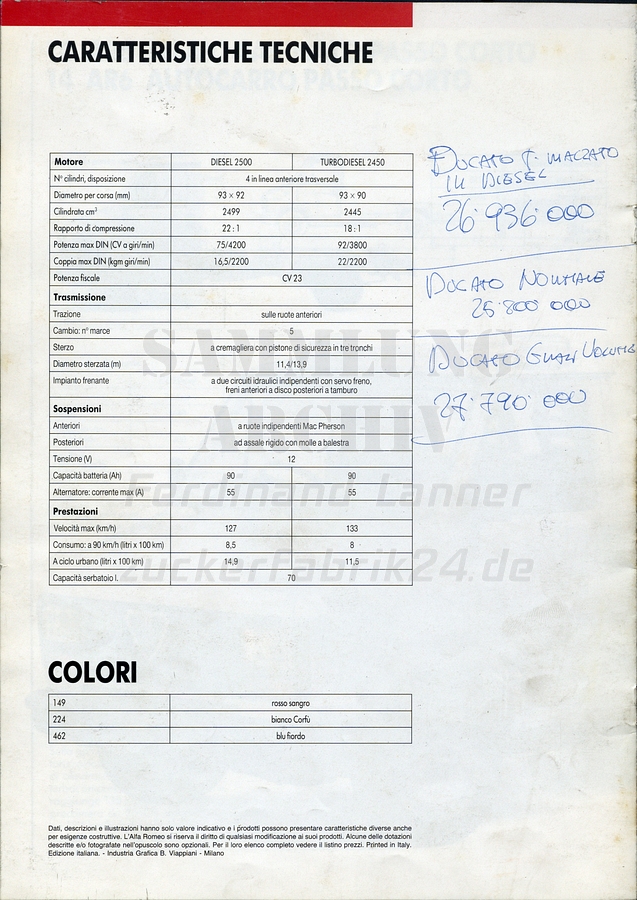 CARATTERISTICHE TECNICHE
Motore DIESEL 2500 TURBODIESEL 2450
N° cilindri, disposizione 4 in linea anteriore trasversale
Diametro per corsa (mm) 93 × 92 93 × 90
Cilindrata cm³ 2499 2445
Rapporto di compressione 22 : 1 18 : 1
Potenza max DIN (CV a giri/min) 75/4200 92/3800
Coppia max DIN (kgm giri/min) 16,5/2200 22/2200
Potenza fiscale CV 23
Trasmissione
Trazione sulle ruote anteriori
Cambio: n° marce 5
Sterzo a cremagliera con pistone di sicurezza in tre tronchi
Diametro sterzata (m) 11,4/13,9
Impianto frenante a due circuiti idraulici indipendenti con servo freno,
freni anteriori a disco posteriori a tamburo
Sospensioni
Anteriori a ruote indipendenti Mac Pherson
Posteriori ad assale rigido con molle a balestra
Tensione (V) 12
Capacità batteria (Ah) 90 90
Alternatore: corrente max (A) 55 55
Prestazioni
Velocità max (km/h) 127 133
Consumo: a 90 km/h (litri x 100 km) 8,5 8
A ciclo urbano (litri x 100 km) 14,9 11,5
Capacità serbatoio l. 70
DUCATO
IN DIESEL
26.936.000
DUCATO
25.800.000
DUCATO
27.790.000
SAMMLUNG
ARCHIV
Ferdinand Lanner
zuckerfabrik24.de
COLORI
149 rosso sangro
224 bianco Corfù
462 blu fiordo
Dati, descrizioni e illustrazioni hanno solo valore indicativo e i prodotti possono presentare caratteristiche diverse anche
per esigenze costruttive. L'Alfa Romeo si riserva il diritto di qualsiasi modificazione ai suoi prodotti. Alcune delle dotazioni
descritte e/o fotografate nell'opuscolo sono opzionali. Per il loro elenco completo vedere il listino prezzi. Printed in Italy.
Edizione italiana. - Industria Grafica B. Viappiani - Milano